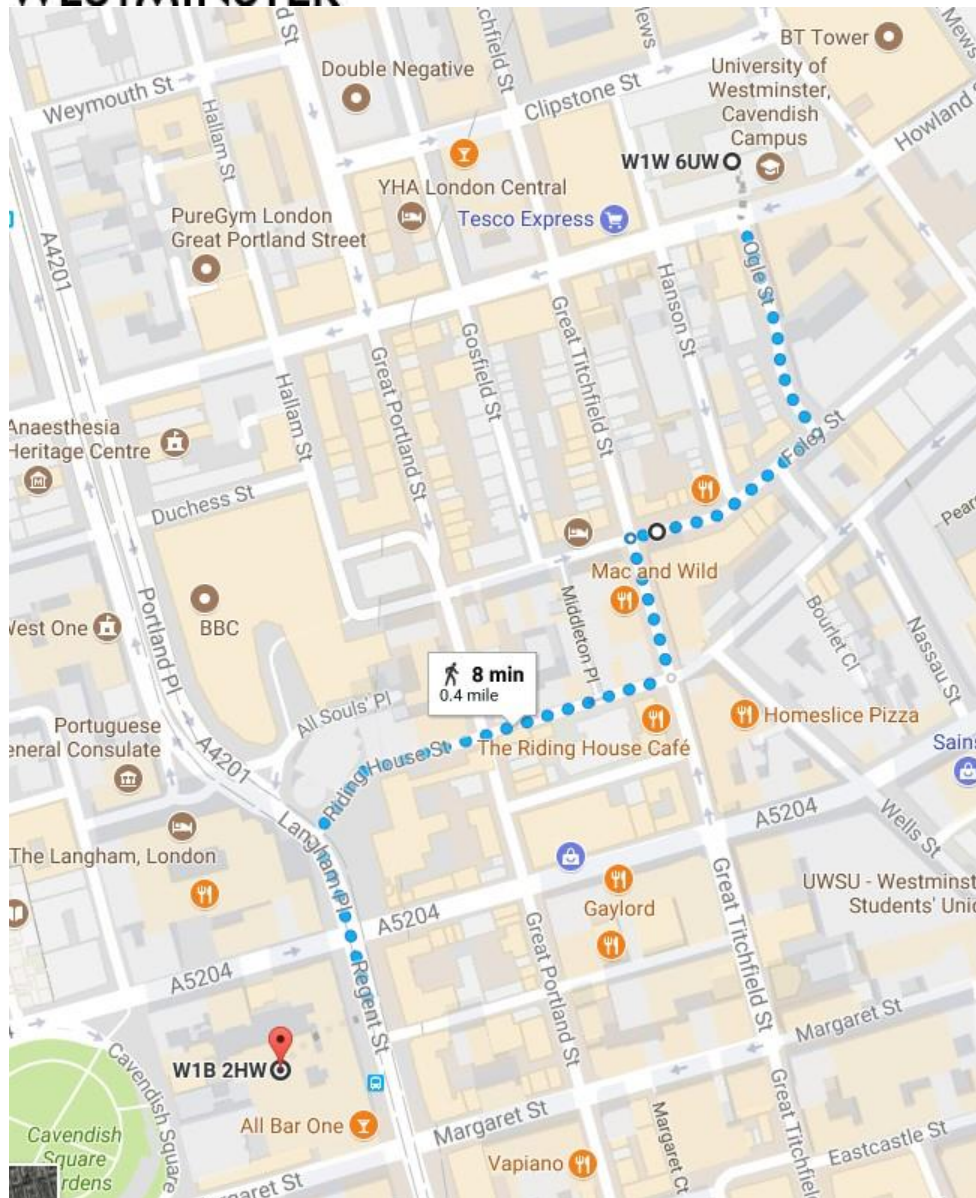 WESTMINSTER
BT Tower
Double Negative
University of
Westminster,
Cavendish
Campus
Weymouth St
Hallam St
Clipstone St
Howland
W1W 6UW
YHA London Central
PureGym London
Great Portland Street
Tesco Express
A4201
Ogle St
Hanson St
Great Titchfield St
Gosfield St
Great Portland St
Hallam St
Foley St
Anaesthesia
Heritage Centre
Duchess St
Mac and Wild
Middleton Pl
Bourlet Cl
Nassau St
BBC
West One
Portland Pl
8 min
0.4 mile
All Souls' Pl
Portuguese
General Consulate
A4201
Riding House St
The Riding House Café
Homeslice Pizza
Wells St
A5204
Langham Pl
The Langham, London
Gaylord
UWSU - Westminst
Students' Unio
A5204
A5204
Regent St
Great Portland St
Great Titchfield St
Margaret St
W1B 2HW
Cavendish Square
All Bar One
Margaret St
Margaret Ct
Great Titchfield
Eastcastle St
Cavendish
Square
Gardens
Vapiano
Margaret St